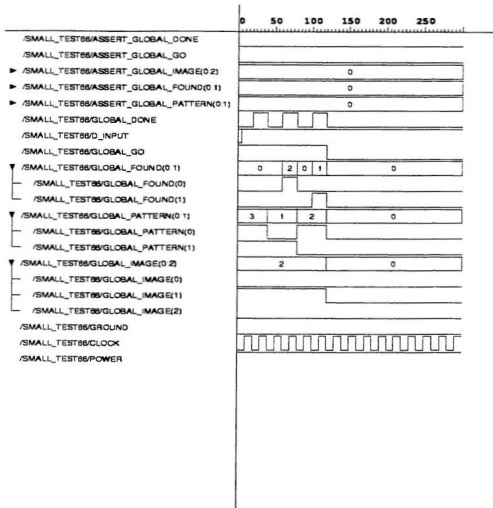 0 50 100 150 200 250
/SMALL_TEST66/ASSERT_GLOBAL_DONE
/SMALL_TEST66/ASSERT_GLOBAL_GO
/SMALL_TEST66/ASSERT_GLOBAL_IMAGE(0:2) 0
/SMALL_TEST66/ASSERT_GLOBAL_FOUND(0:1) 0
/SMALL_TEST66/ASSERT_GLOBAL_PATTERN(0:1) 0
/SMALL_TEST66/GLOBAL_DONE
/SMALL_TEST66/D_INPUT
/SMALL_TEST66/GLOBAL_GO
/SMALL_TEST66/GLOBAL_FOUND(0:1) 0 2 0 1 0
/SMALL_TEST66/GLOBAL_FOUND(0)
/SMALL_TEST66/GLOBAL_FOUND(1)
/SMALL_TEST66/GLOBAL_PATTERN(0:1) 3 1 2 0
/SMALL_TEST66/GLOBAL_PATTERN(0)
/SMALL_TEST66/GLOBAL_PATTERN(1)
/SMALL_TEST66/GLOBAL_IMAGE(0:2) 2 0
/SMALL_TEST66/GLOBAL_IMAGE(0)
/SMALL_TEST66/GLOBAL_IMAGE(1)
/SMALL_TEST66/GLOBAL_IMAGE(2)
/SMALL_TEST66/GROUND
/SMALL_TEST66/CLOCK
/SMALL_TEST66/POWER